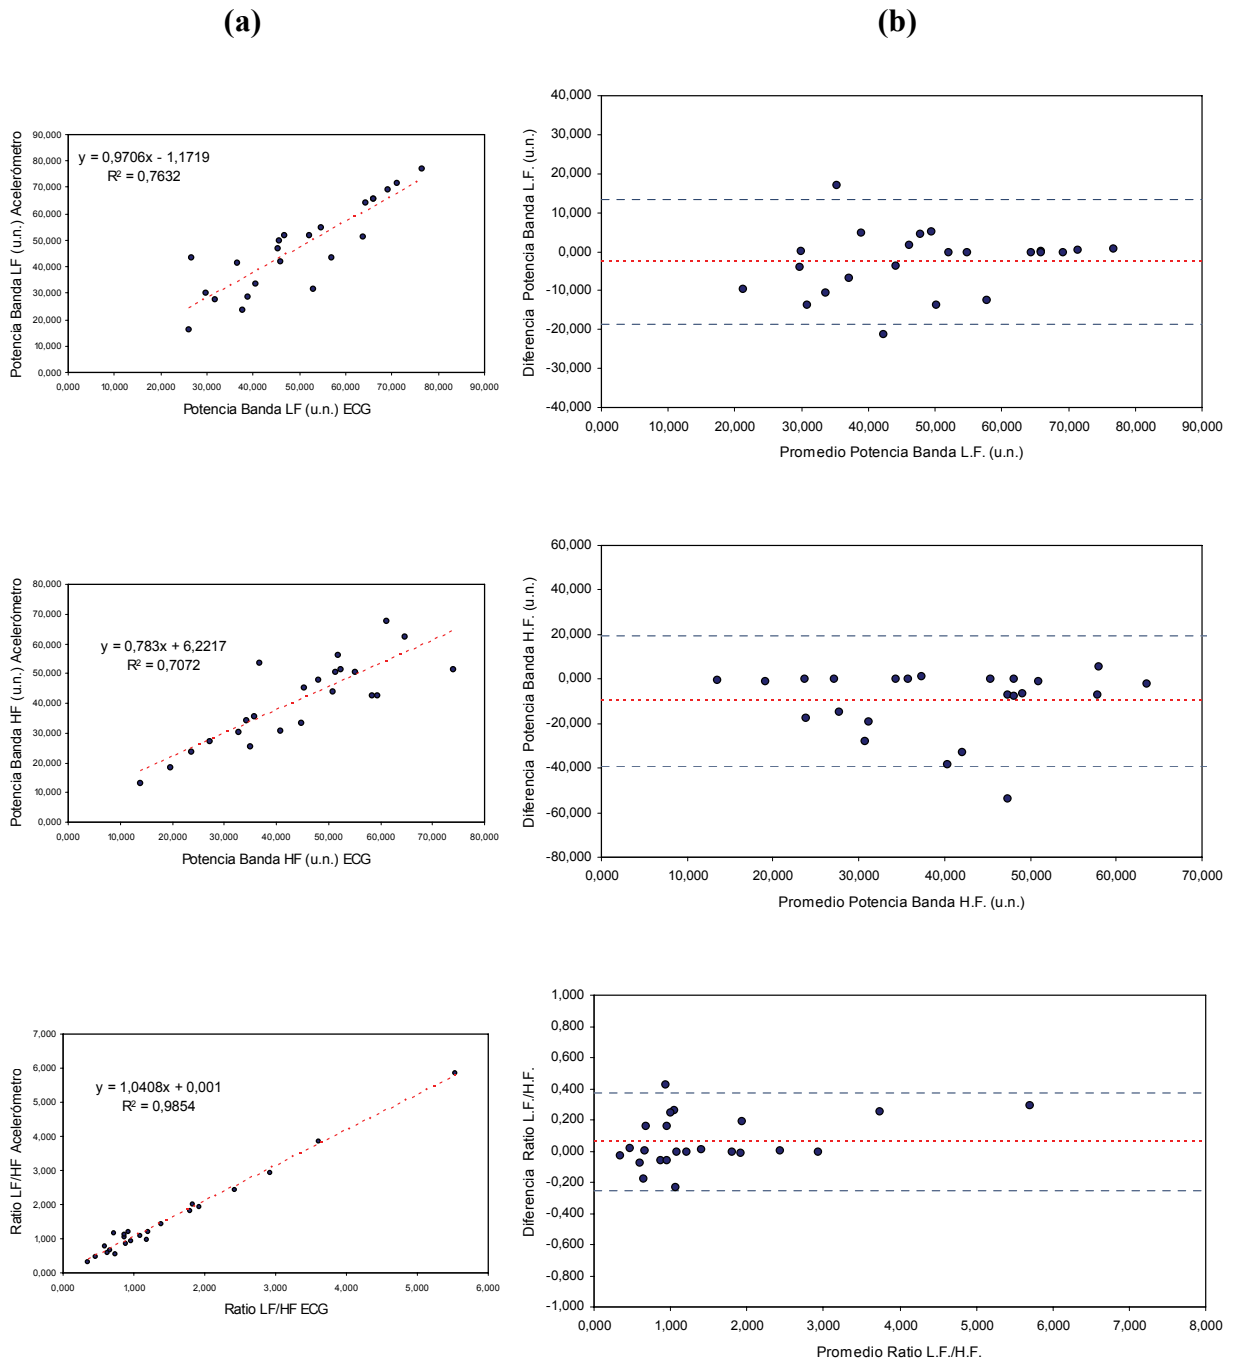 (a)
(b)
Potencia Banda LF (u.n.) Acelerómetro
90,000
80,000
70,000
60,000
50,000
40,000
30,000
20,000
10,000
0,000
y = 0,9706x - 1,1719
R² = 0,7632
0,000 10,000 20,000 30,000 40,000 50,000 60,000 70,000 80,000 90,000
Potencia Banda LF (u.n.) ECG
Diferencia Potencia Banda L.F. (u.n.)
40,000
30,000
20,000
10,000
0,000
-10,000
-20,000
-30,000
-40,000
0,000 10,000 20,000 30,000 40,000 50,000 60,000 70,000 80,000 90,000
Promedio Potencia Banda L.F. (u.n.)
Potencia Banda HF (u.n.) Acelerómetro
80,000
70,000
60,000
50,000
40,000
30,000
20,000
10,000
0,000
y = 0,783x + 6,2217
R² = 0,7072
0,000 10,000 20,000 30,000 40,000 50,000 60,000 70,000 80,000
Potencia Banda HF (u.n.) ECG
Diferencia Potencia Banda H.F. (u.n.)
60,000
40,000
20,000
0,000
-20,000
-40,000
-60,000
-80,000
0,000 10,000 20,000 30,000 40,000 50,000 60,000 70,000
Promedio Potencia Banda H.F. (u.n.)
Ratio LF/HF Acelerómetro
7,000
6,000
5,000
4,000
3,000
2,000
1,000
0,000
y = 1,0408x + 0,001
R² = 0,9854
0,000 1,000 2,000 3,000 4,000 5,000 6,000
Ratio LF/HF ECG
Diferencia Ratio L.F./H.F.
1,000
0,800
0,600
0,400
0,200
0,000
-0,200
-0,400
-0,600
-0,800
-1,000
0,000 1,000 2,000 3,000 4,000 5,000 6,000 7,000 8,000
Promedio Ratio L.F./H.F.